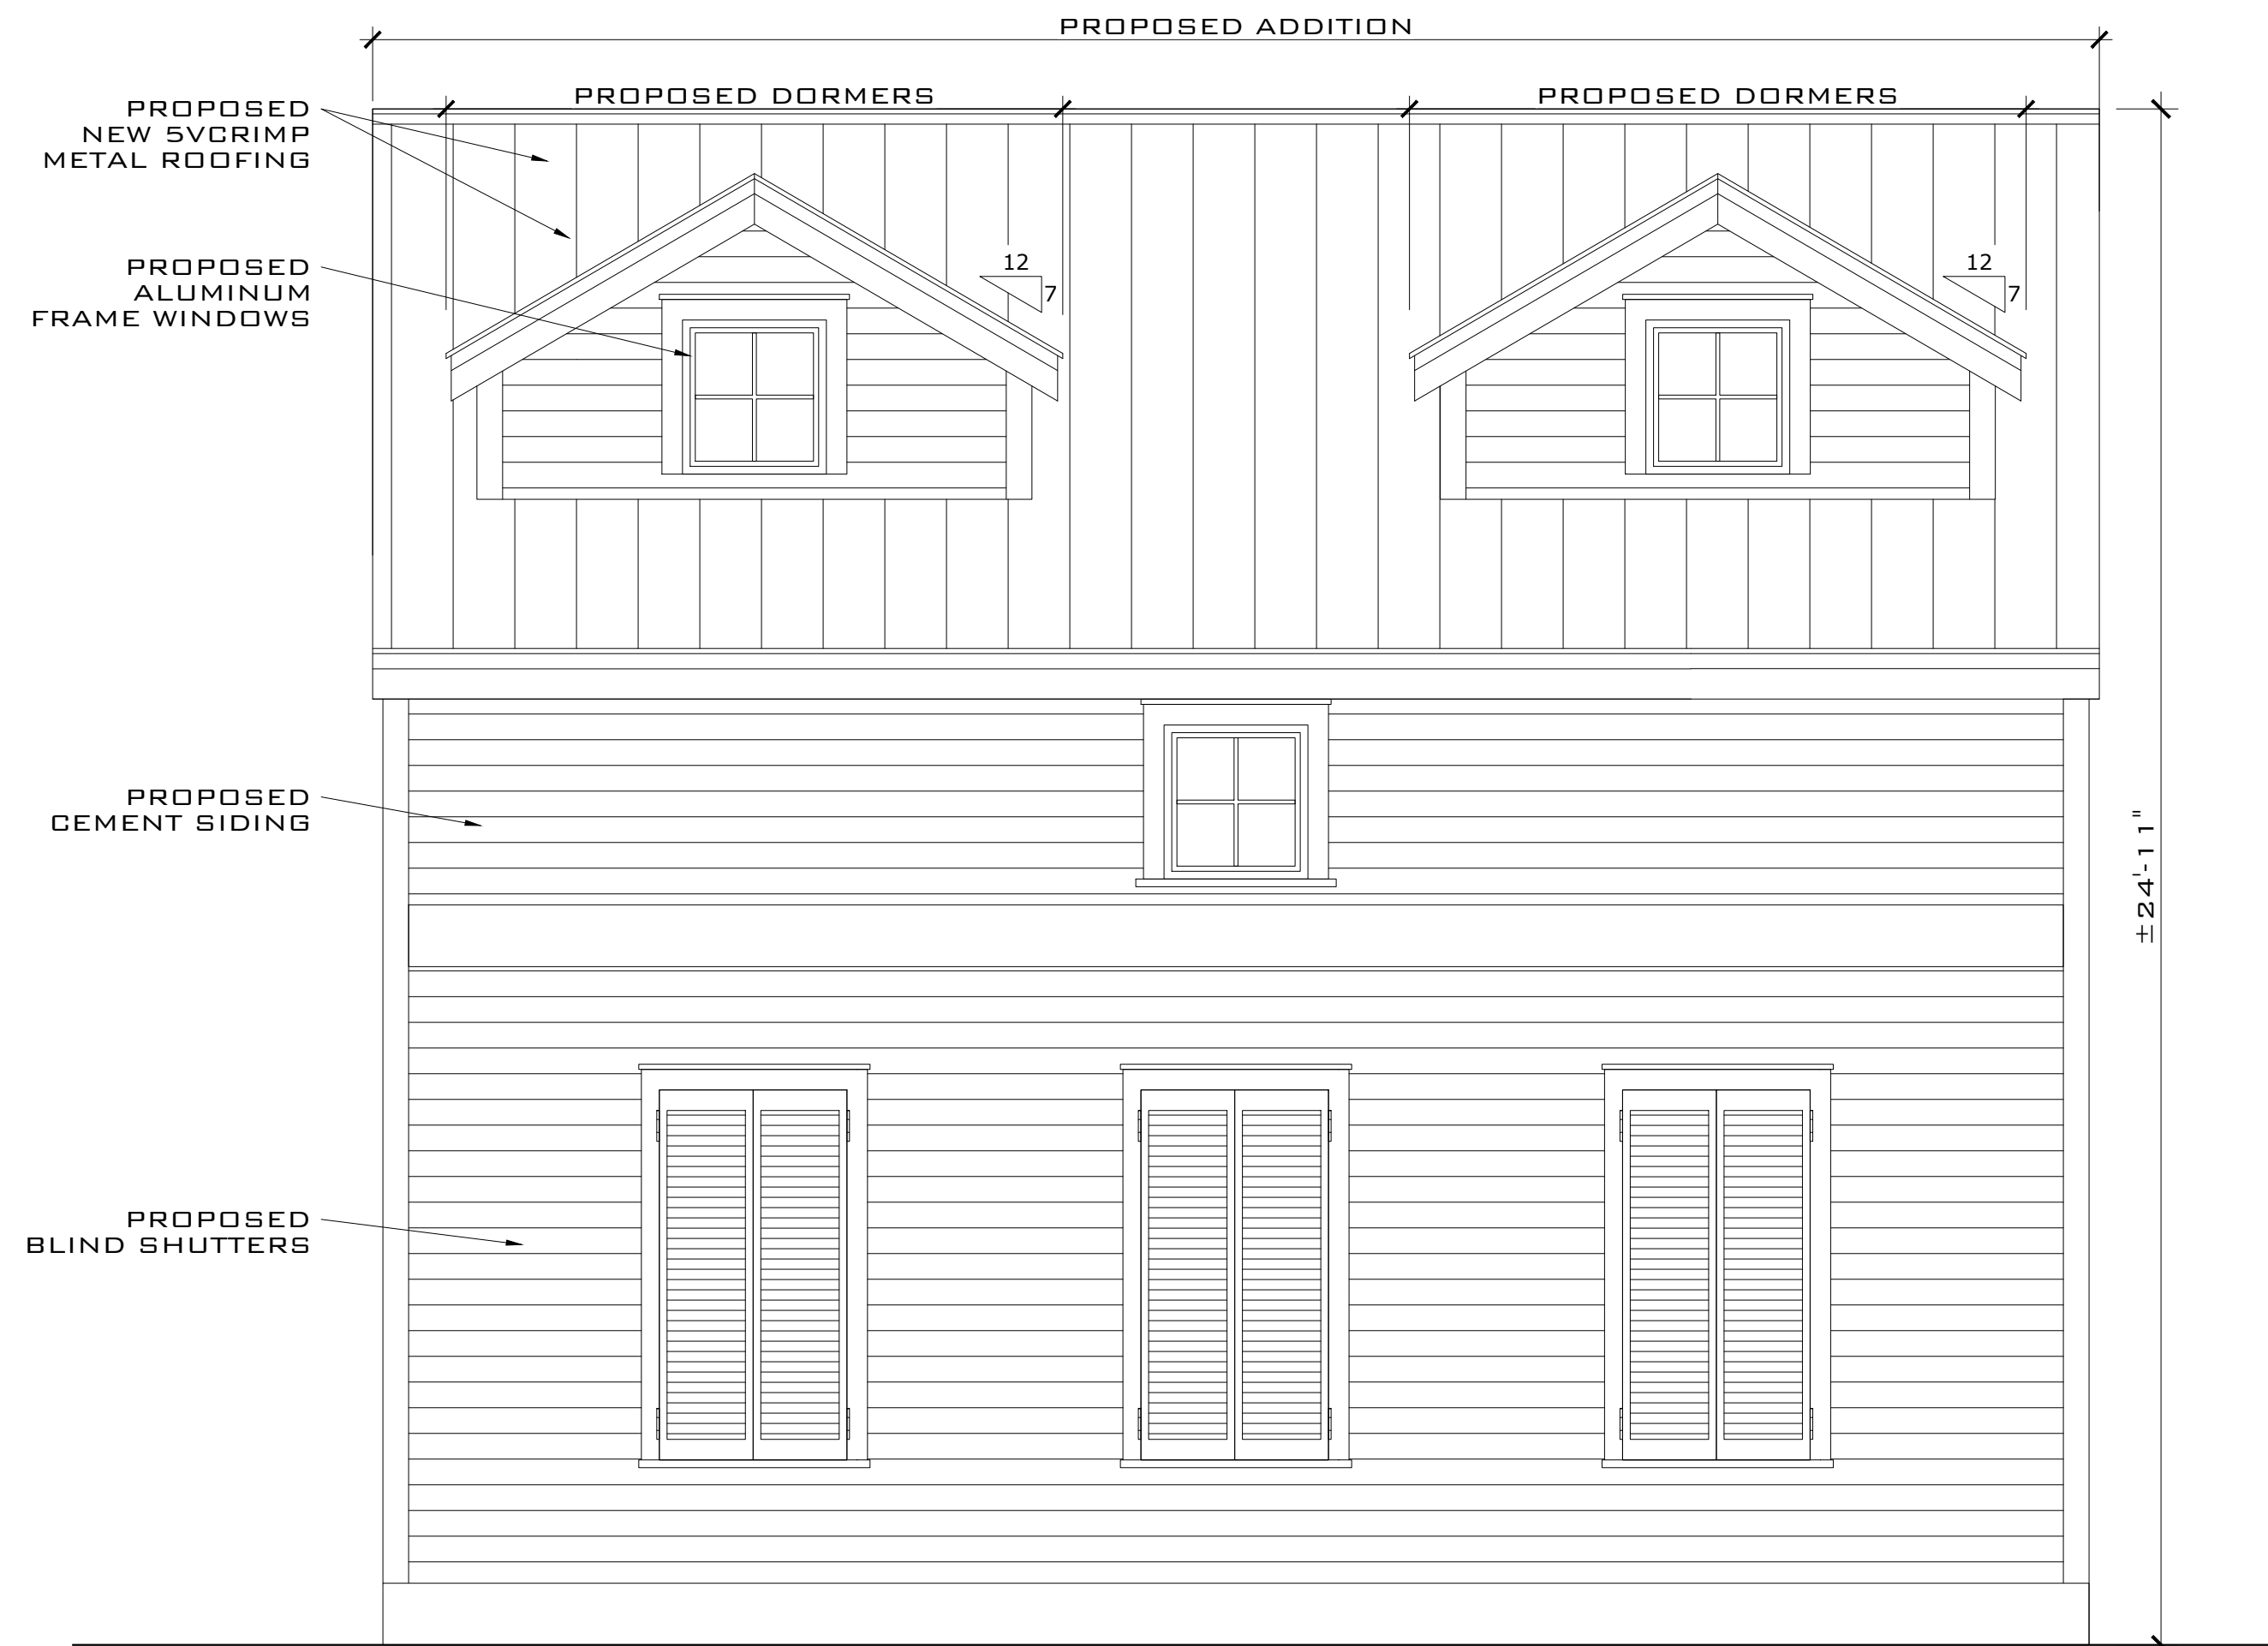 PROPOSED ADDITION
PROPOSED DORMERS
PROPOSED DORMERS
PROPOSED
NEW 5VCRIMP
METAL ROOFING
12
7
12
7
PROPOSED
ALUMINUM
FRAME WINDOWS
PROPOSED
CEMENT SIDING
±24'-11"
PROPOSED
BLIND SHUTTERS